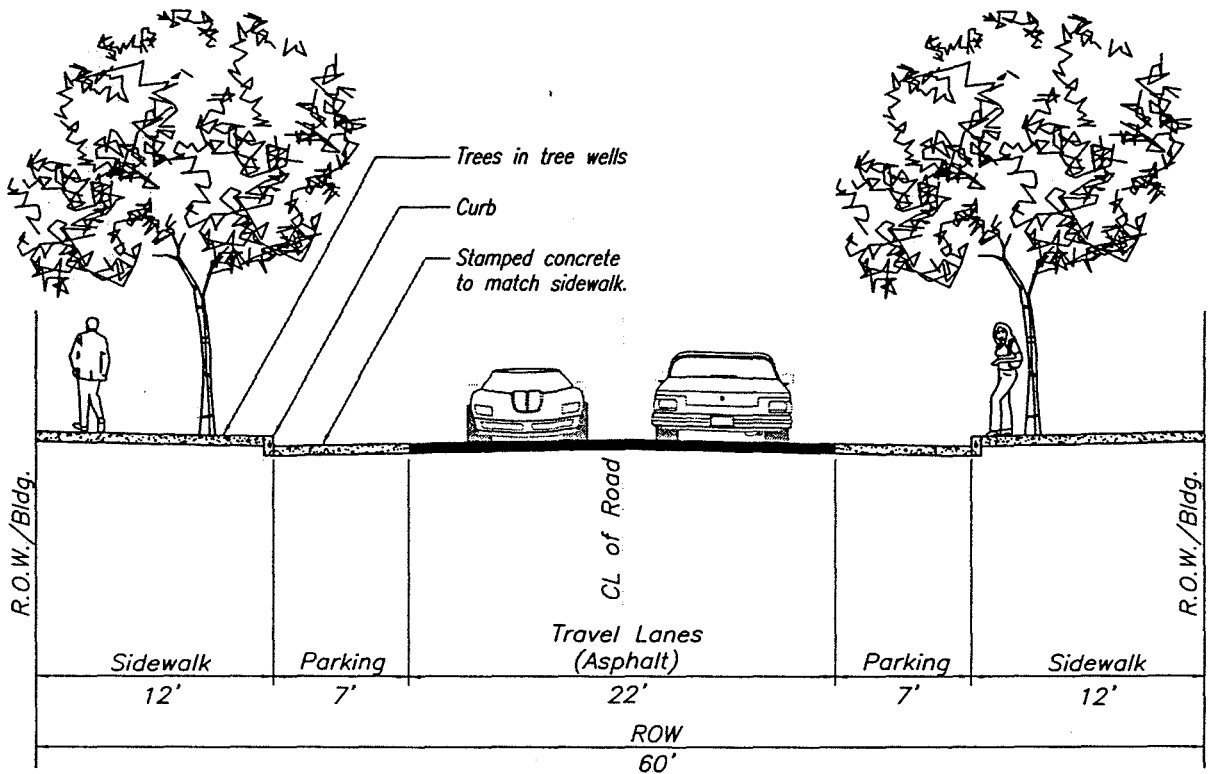 Trees in tree wells
Curb
Stamped concrete
to match sidewalk.
R.O.W./Bldg.
CL of Road
R.O.W./Bldg.
Travel Lanes
Sidewalk Parking (Asphalt) Parking Sidewalk
12' 7' 22' 7' 12'
ROW
60'